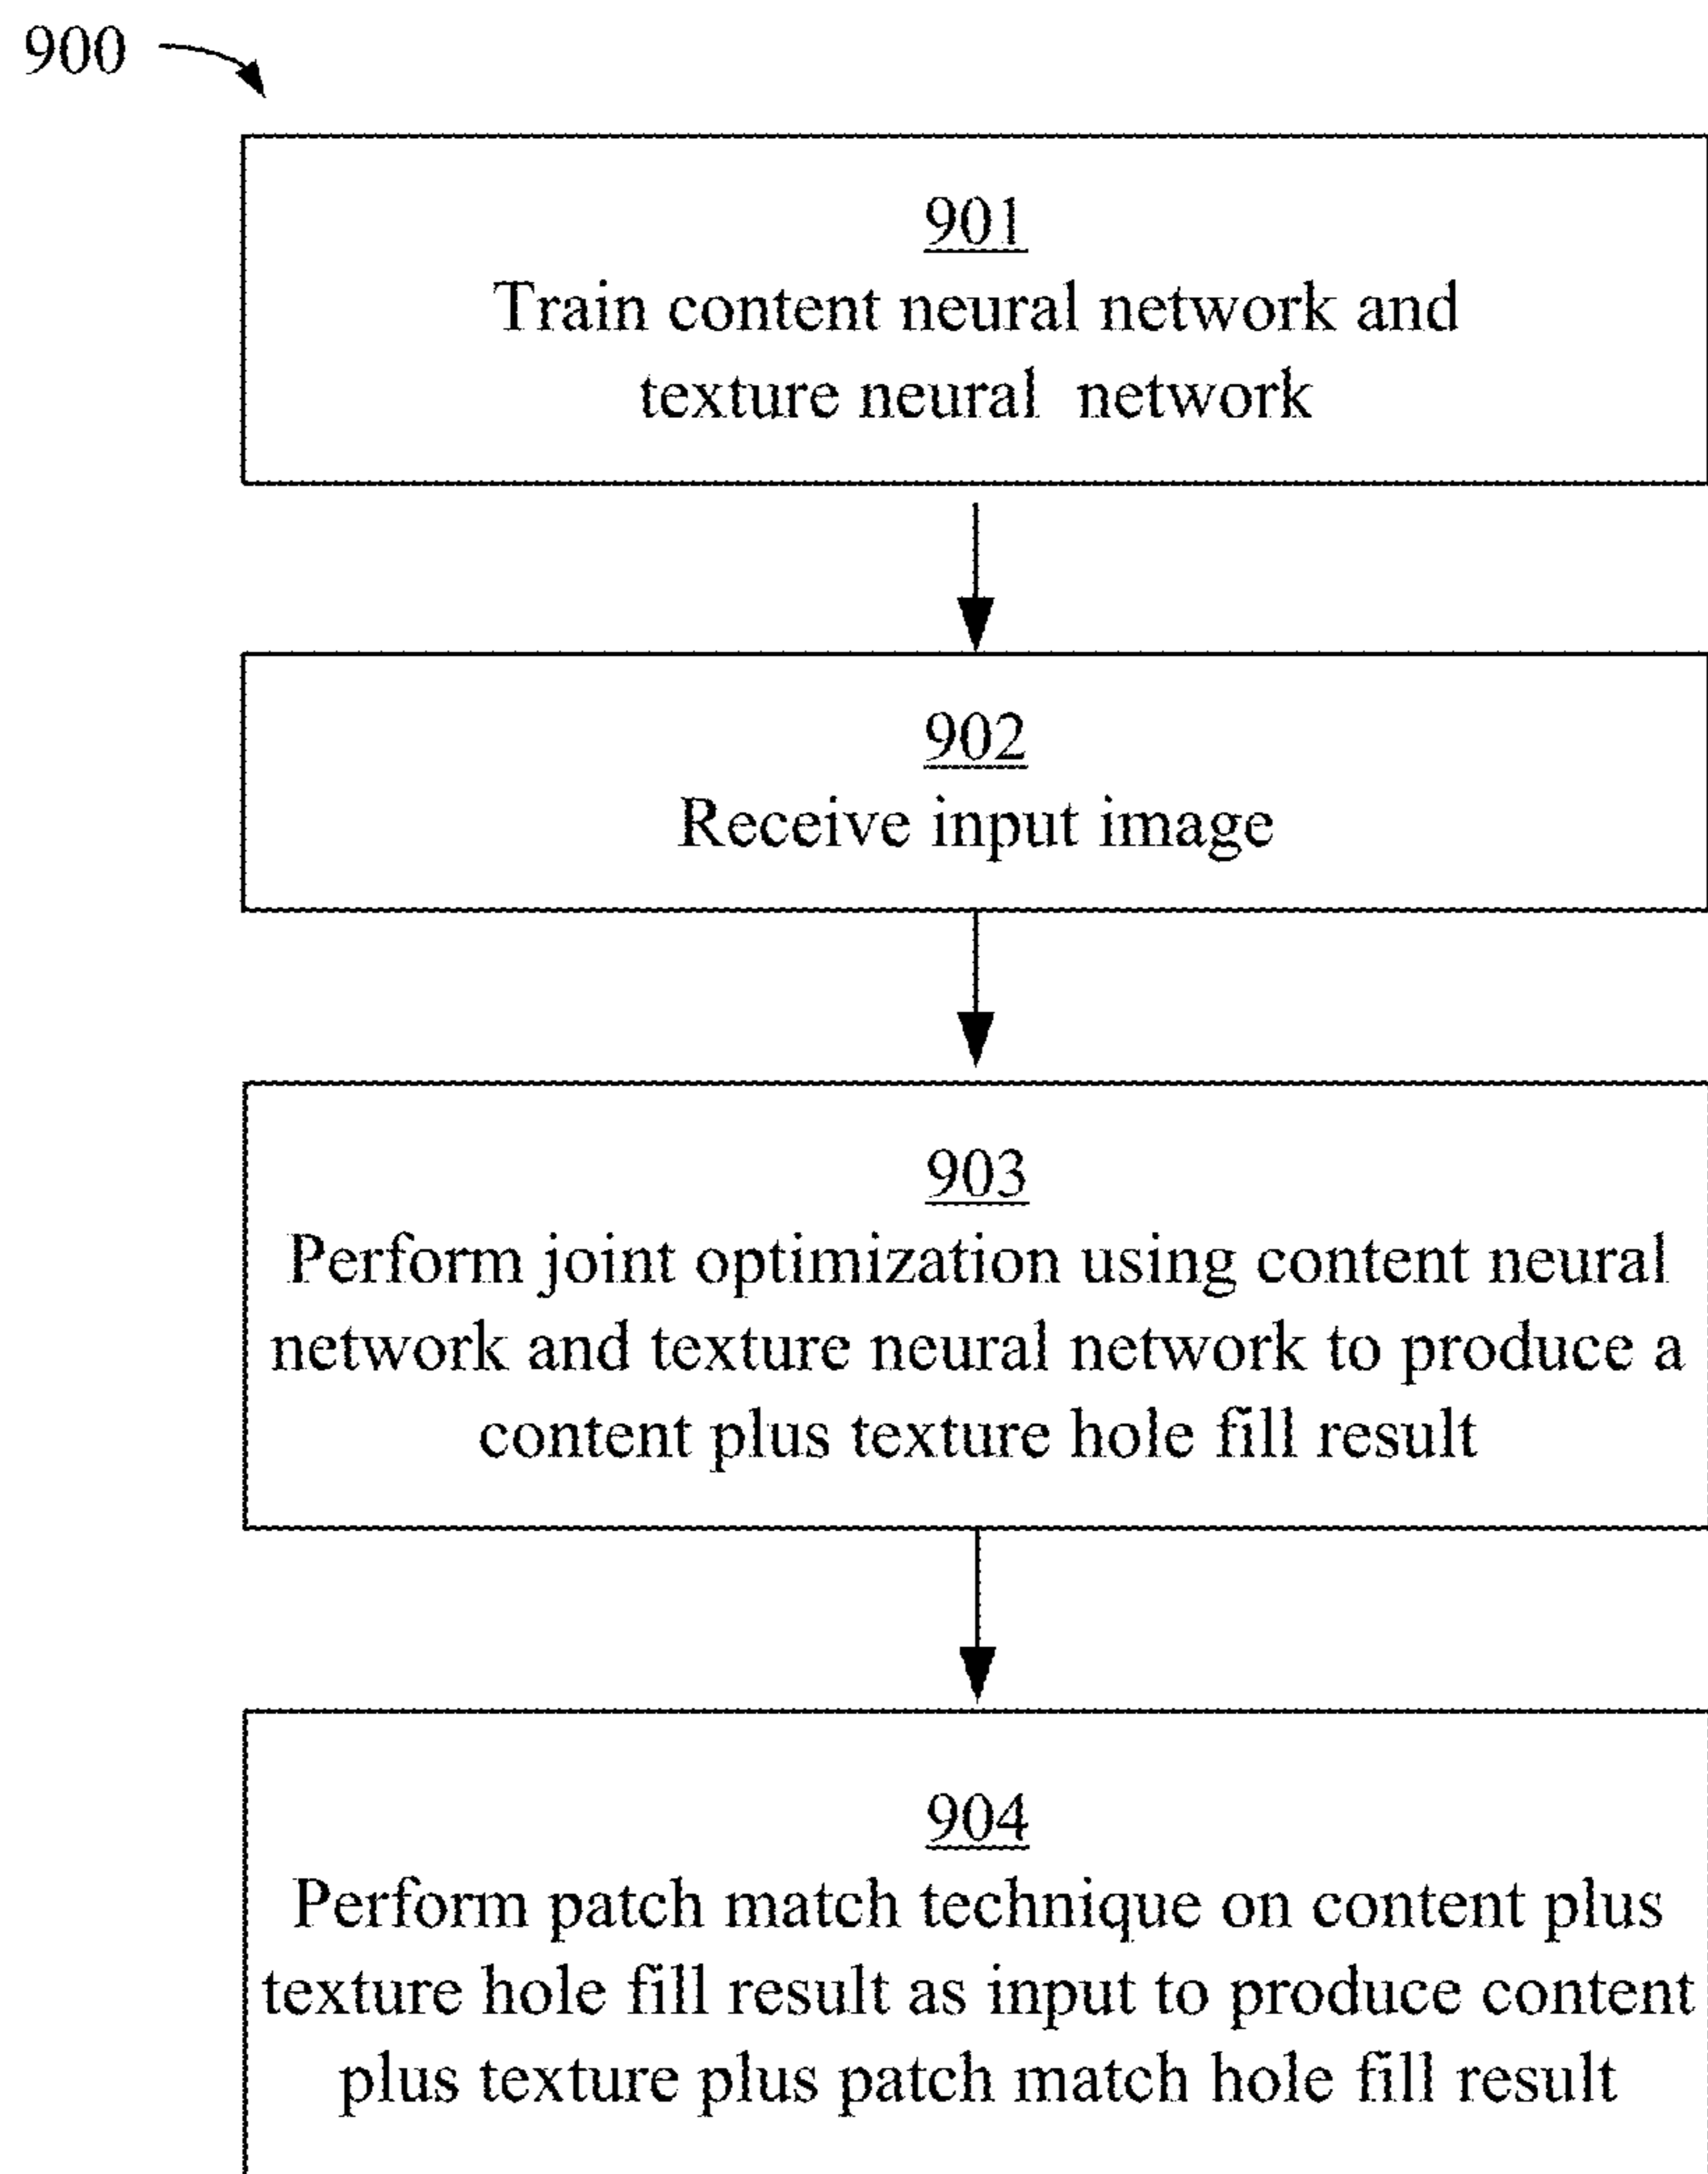 900
901
Train content neural network and
texture neural network
902
Receive input image
903
Perform joint optimization using content neural
network and texture neural network to produce a
content plus texture hole fill result
904
Perform patch match technique on content plus
texture hole fill result as input to produce content
plus texture plus patch match hole fill result